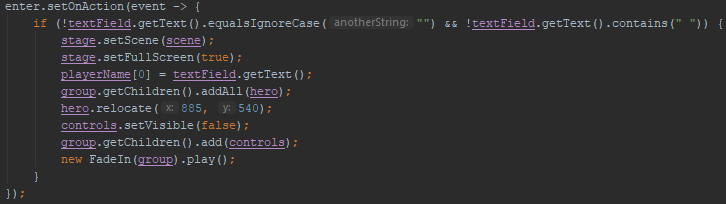 enter.setOnAction(event -> {
if (!textField.getText().equalsIgnoreCase( anotherString: "") && !textField.getText().contains(" ")) {
stage.setScene(scene);
stage.setFullScreen(true);
playerName[0] = textField.getText();
group.getChildren().addAll(hero);
hero.relocate( x: 885, y: 540);
controls.setVisible(false);
group.getChildren().add(controls);
new FadeIn(group).play();
}
});